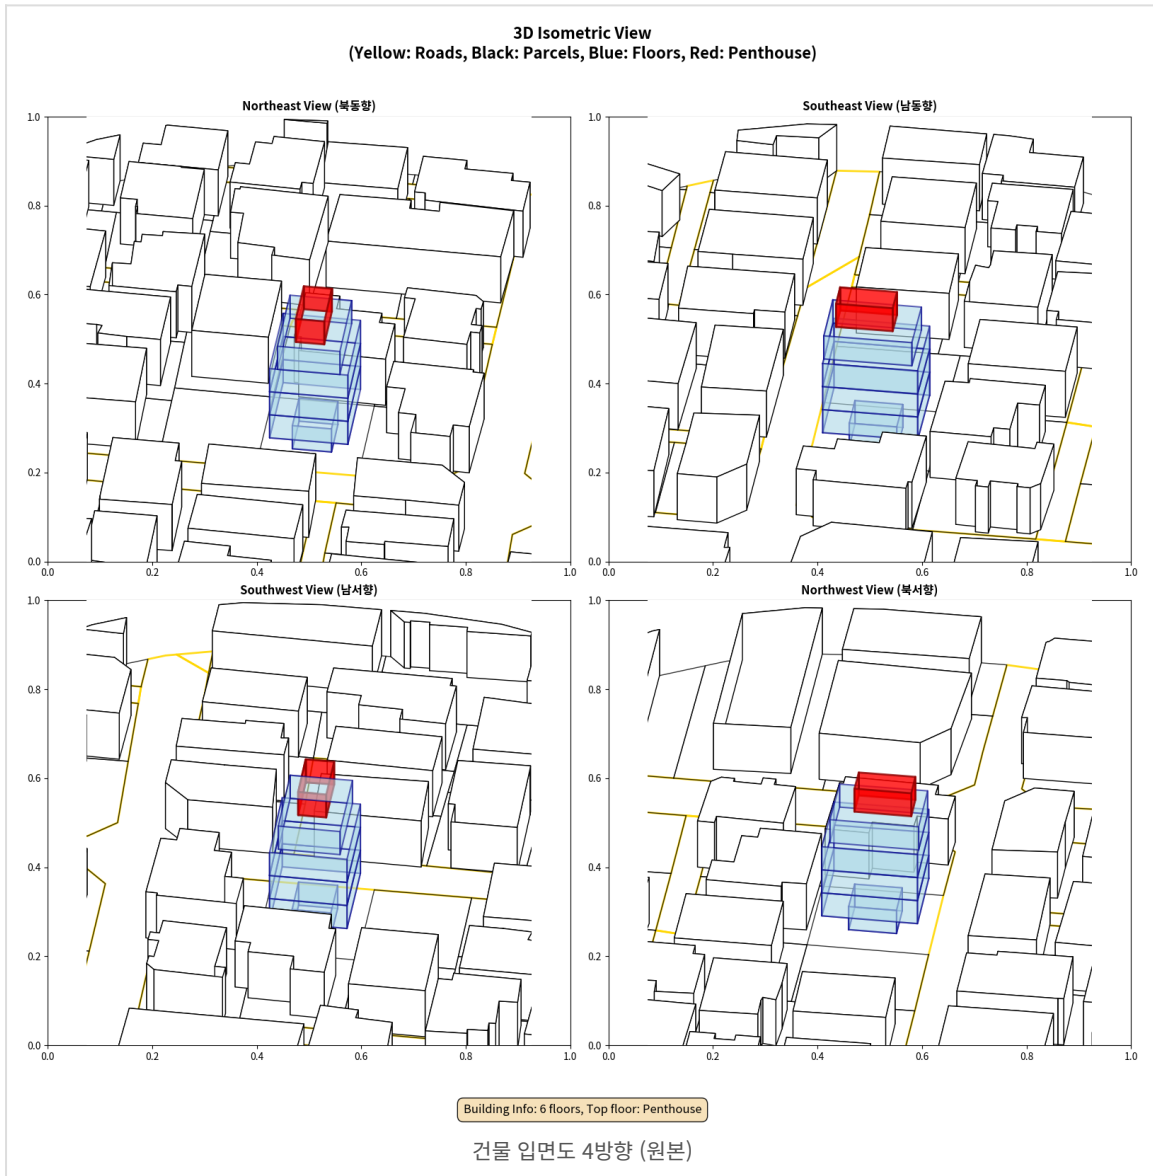 3D Isometric View
(Yellow: Roads, Black: Parcels, Blue: Floors, Red: Penthouse)
Northeast View (북동향)
1.0
0.8
0.6
0.4
0.2
0.0
0.0 0.2 0.4 0.6 0.8 1.0
Southeast View (남동향)
1.0
0.8
0.6
0.4
0.2
0.0
0.0 0.2 0.4 0.6 0.8 1.0
Southwest View (남서향)
1.0
0.8
0.6
0.4
0.2
0.0
0.0 0.2 0.4 0.6 0.8 1.0
Northwest View (북서향)
1.0
0.8
0.6
0.4
0.2
0.0
0.0 0.2 0.4 0.6 0.8 1.0
Building Info: 6 floors, Top floor: Penthouse
건물 입면도 4방향 (원본)